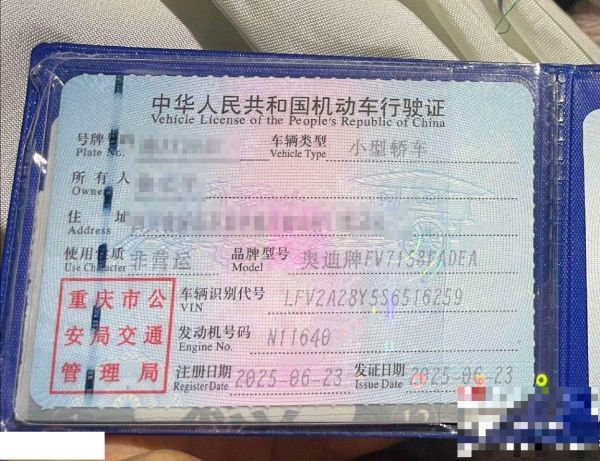 中华人民共和国机动车行驶证
Vehicle License of the People's Republic of China
号牌 车辆类型 小型轿车
Plate No. Vehicle Type
所有人
Owner
住 址
Address
使用性质 非营运 品牌型号 奥迪牌FV7153FADEA
Use Character Model
重庆市公
安局交通
管理局
车辆识别代号 LFV2A28Y5S6516259
VIN
发动机号码 N11640
Engine No.
注册日期 2025-06-23 发证日期 2025-06-23
Register Date Issue Date